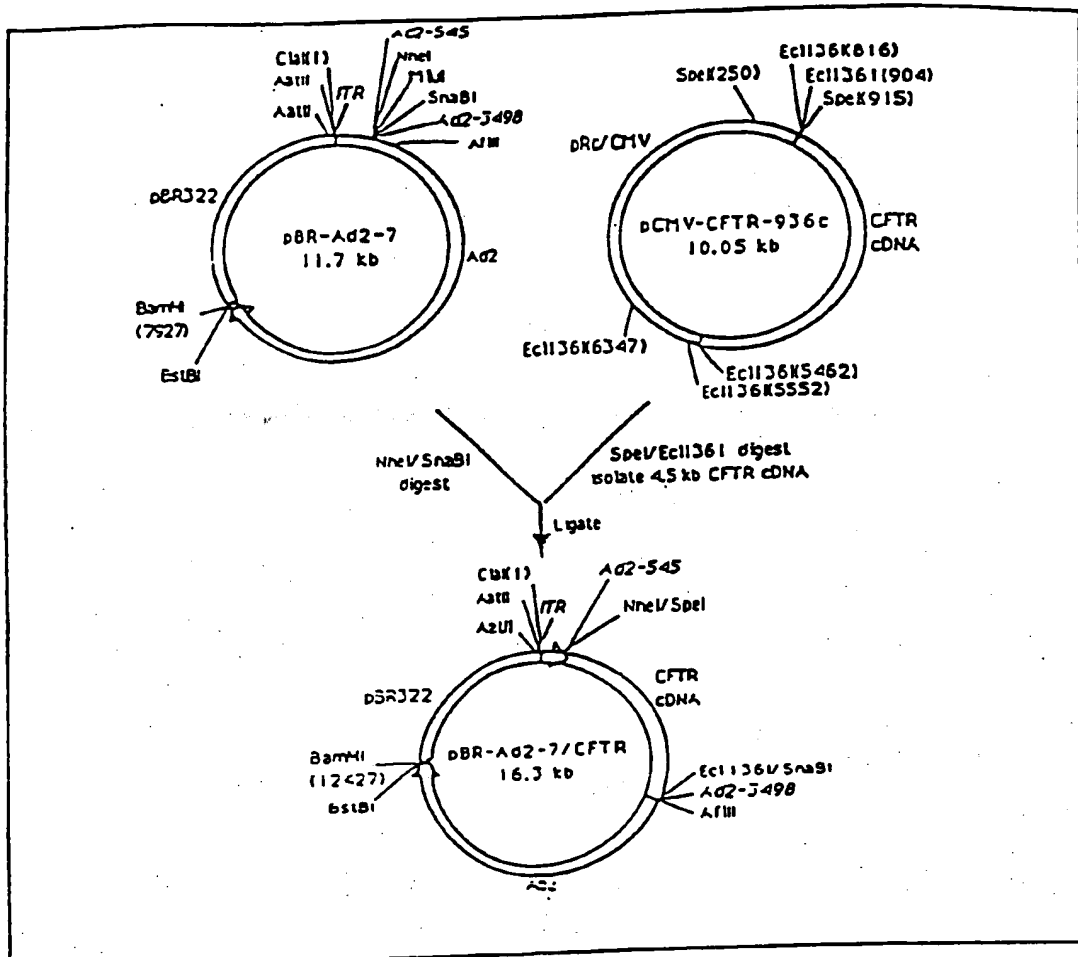 Ad2-545
NheI
ClaI(1)
MluI
AatII
ITR
SnaBI
AatII
Ad2-3498
AflII
pBR322
pBR-Ad2-7
11.7 kb
Ad2
BamHI
(7927)
BstBI
Ecl136I(816)
SpeI(250)
Ecl136I(904)
SpeI(915)
pRc/CMV
pCMV-CFTR-936c
10.05 kb
CFTR
cDNA
Ecl136I(6347)
Ecl136I(5462)
Ecl136I(5552)
NheI/SnaBI
digest
SpeI/Ecl136I digest
isolate 4.5 kb CFTR cDNA
Ligate
ClaI(1)
Ad2-545
AatII
ITR
NheI/SpeI
CFTR
cDNA
pBR322
pBR-Ad2-7/CFTR
16.3 kb
BamHI
(12427)
BstBI
Ecl136I/SnaBI
Ad2-3498
AflII
Ad2